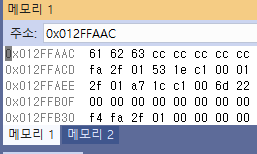 메모리 1
주소: 0x012FFAAC
0x012FFAAC 61 62 63 cc cc cc cc cc
0x012FFACD fa 2f 01 53 1e c1 00 01
0x012FFAEE 2f 01 a7 1c c1 00 6d 22
0x012FFB0F 00 00 00 00 00 00 00 00
0x012FFB30 f4 fa 2f 01 00 00 00 00
메모리 1 메모리 2